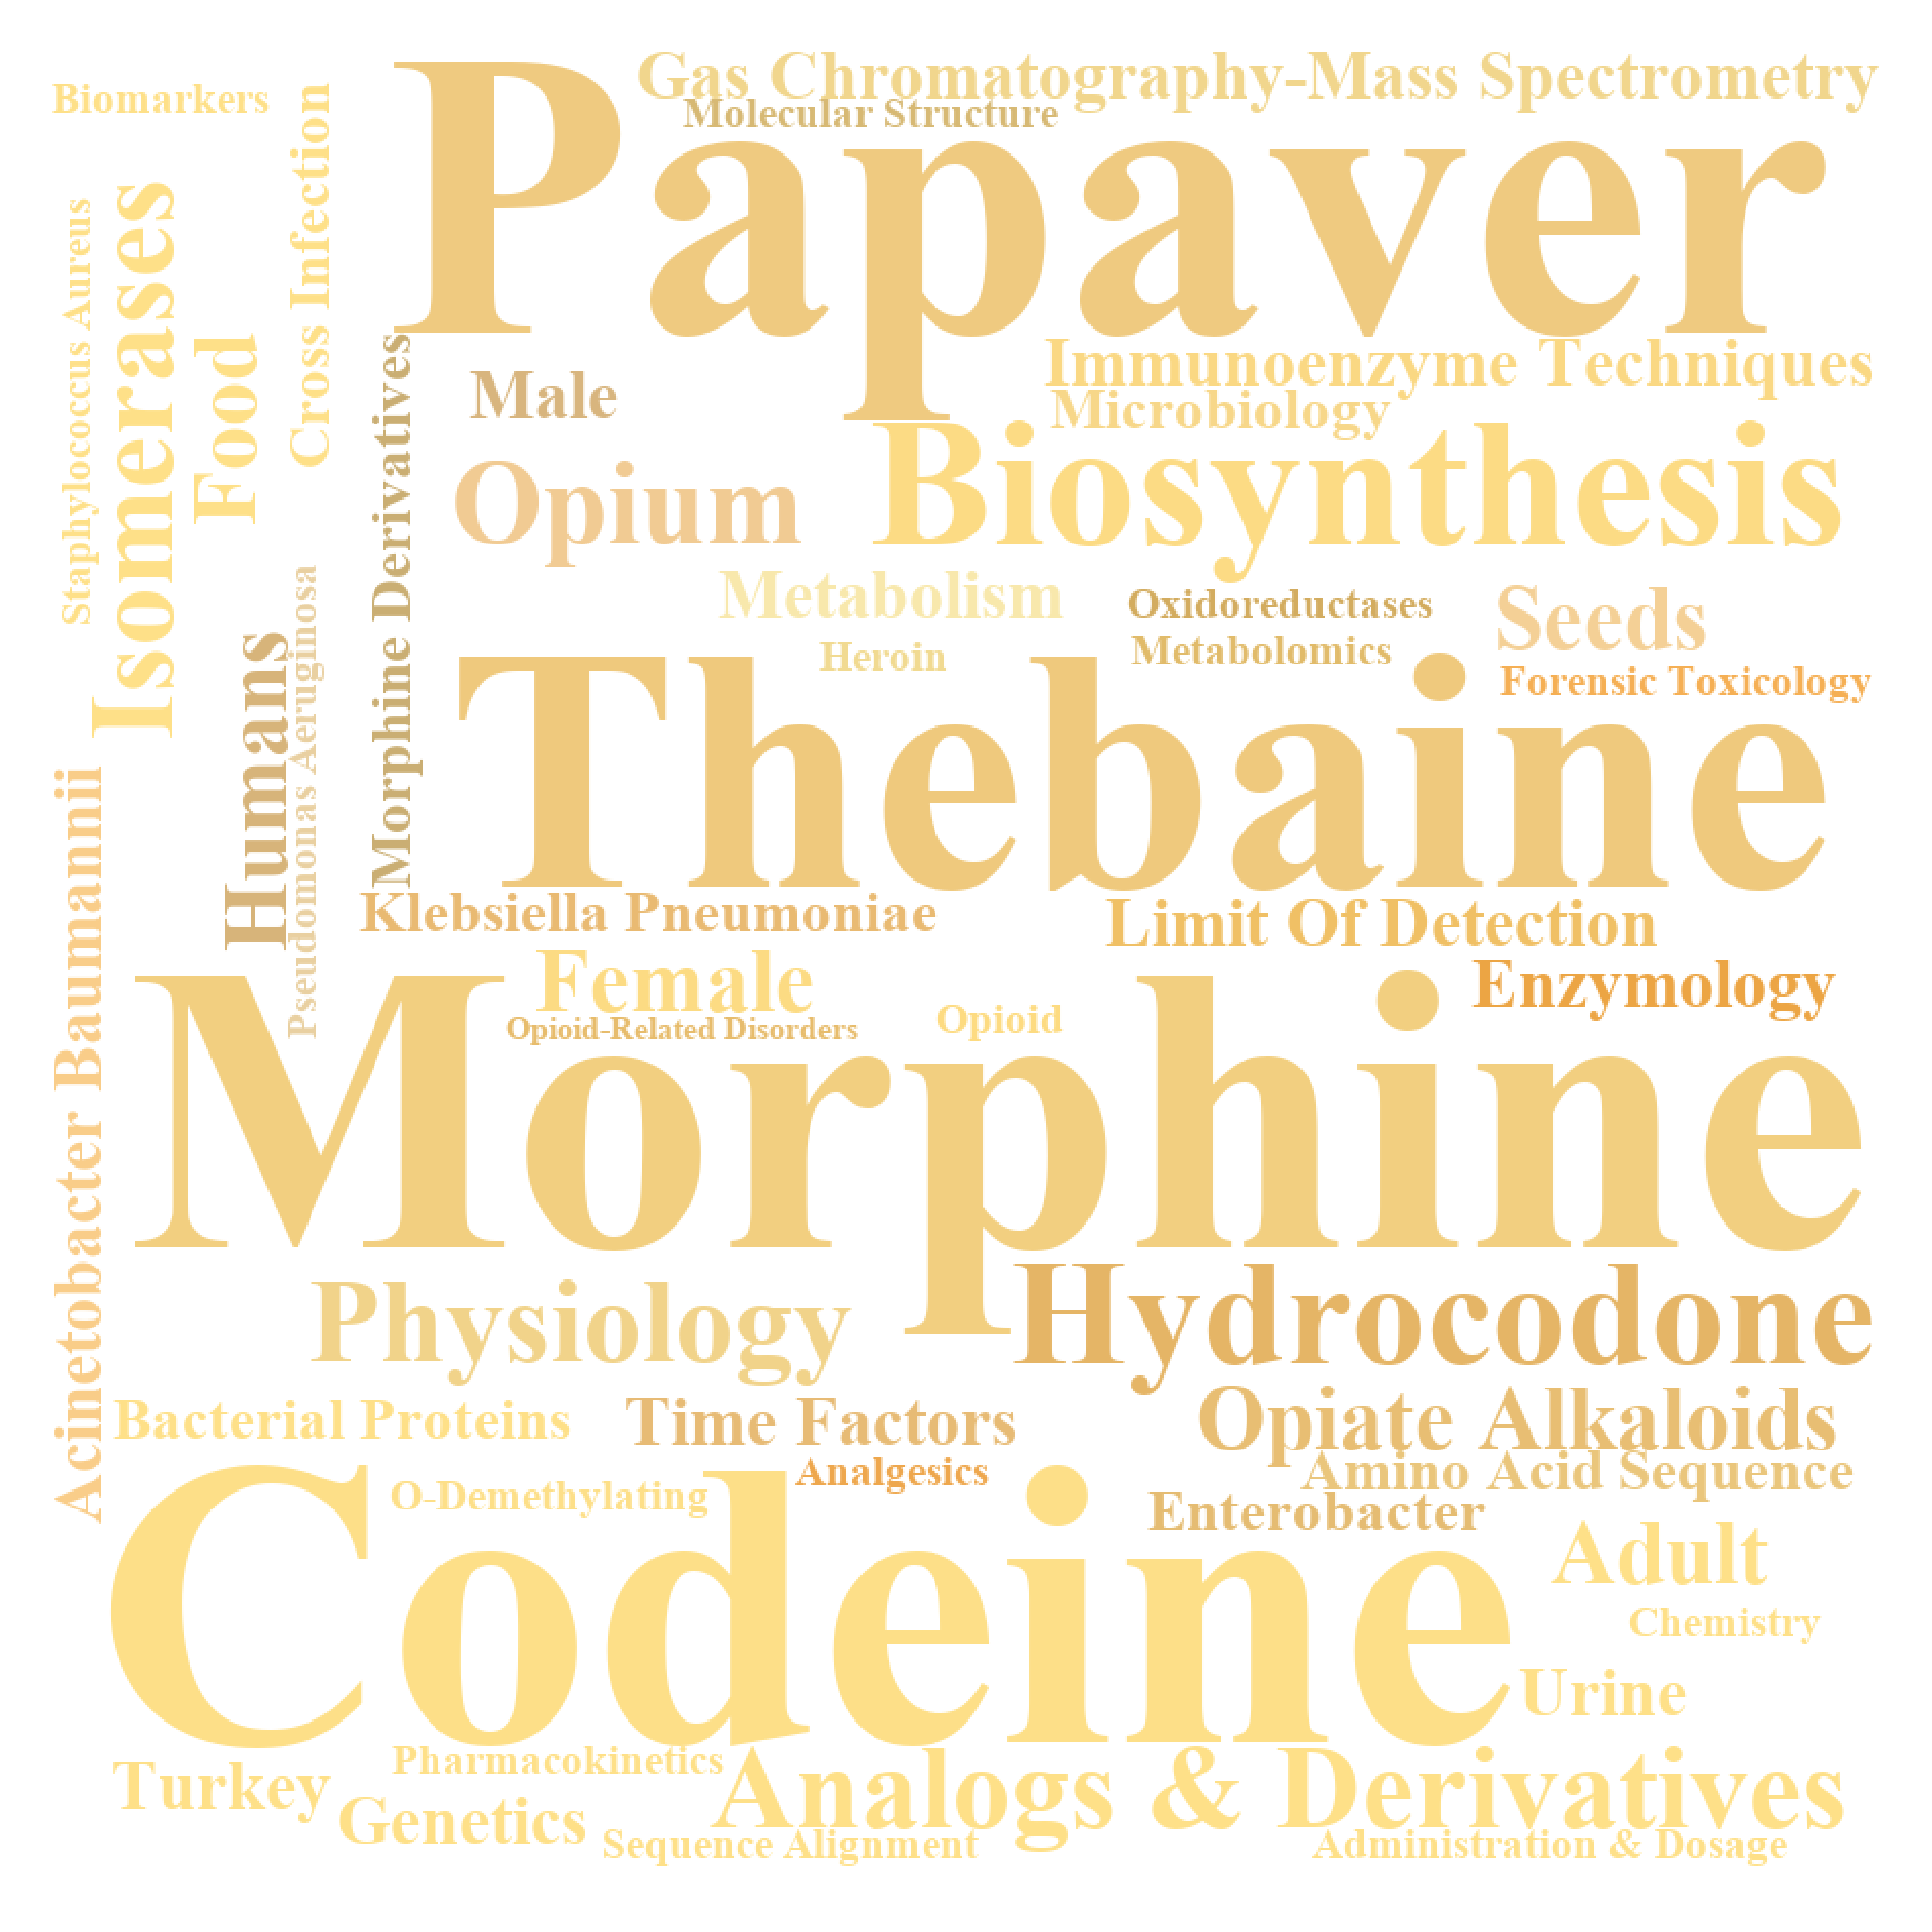 Gas Chromatography-Mass Spectrometry
Biomarkers
Molecular Structure
Papaver
Cross Infection
Staphylococcus Aureus
Isomerases
Food
Morphine Derivatives
Immunoenzyme Techniques
Male
Microbiology
Biosynthesis
Opium
Metabolism
Oxidoreductases
Seeds
Heroin
Metabolomics
Forensic Toxicology
Humans
Pseudomonas Aeruginosa
Thebaine
Acinetobacter Baumannii
Klebsiella Pneumoniae
Limit Of Detection
Female
Enzymology
Opioid-Related Disorders
Opioid
Morphine
Physiology
Hydrocodone
Bacterial Proteins
Time Factors
Opiate Alkaloids
Analgesics
Amino Acid Sequence
O-Demethylating
Enterobacter
Codeine
Adult
Chemistry
Urine
Turkey
Pharmacokinetics
Analogs & Derivatives
Genetics
Sequence Alignment
Administration & Dosage